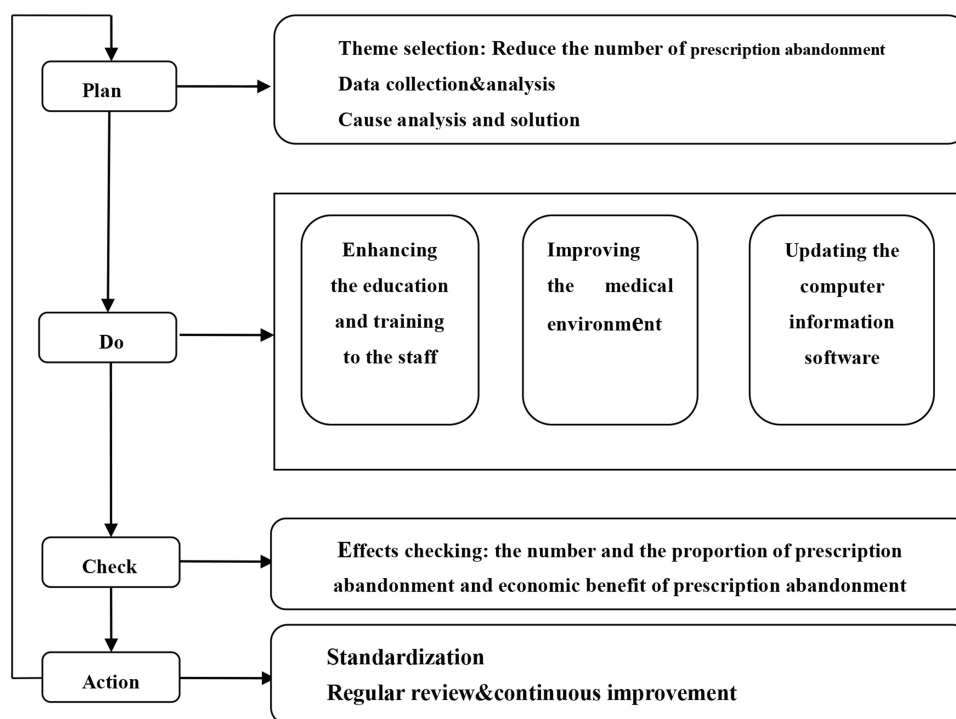 Plan
Theme selection: Reduce the number of prescription abandonment
Data collection&analysis
Cause analysis and solution
Do
Enhancing
the education
and training
to the staff
Improving
the medical
environment
Updating the
computer
information
software
Check
Effects checking: the number and the proportion of prescription
abandonment and economic benefit of prescription abandonment
Action
Standardization
Regular review&continuous improvement